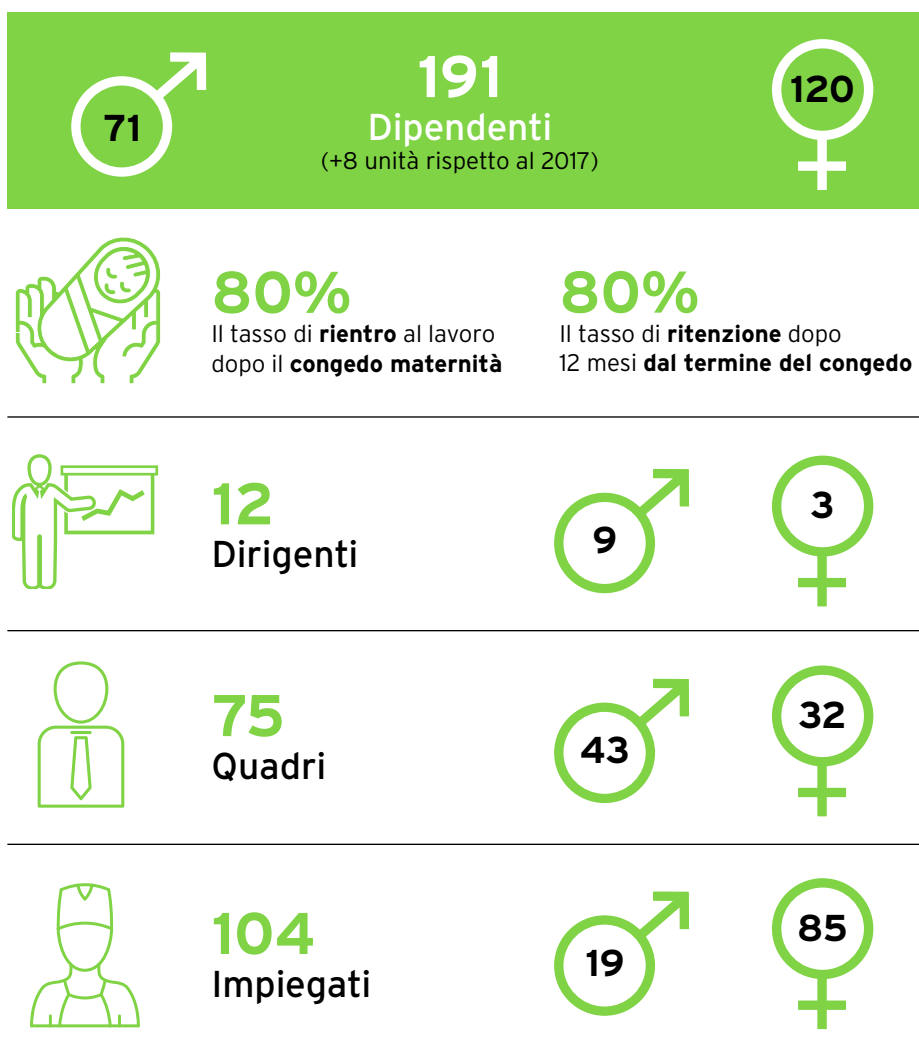 71
191
Dipendenti
(+8 unità rispetto al 2017)
120
80%
Il tasso di rientro al lavoro
dopo il congedo maternità
80%
Il tasso di ritenzione dopo
12 mesi dal termine del congedo
12
Dirigenti
9
3
75
Quadri
43
32
104
Impiegati
19
85